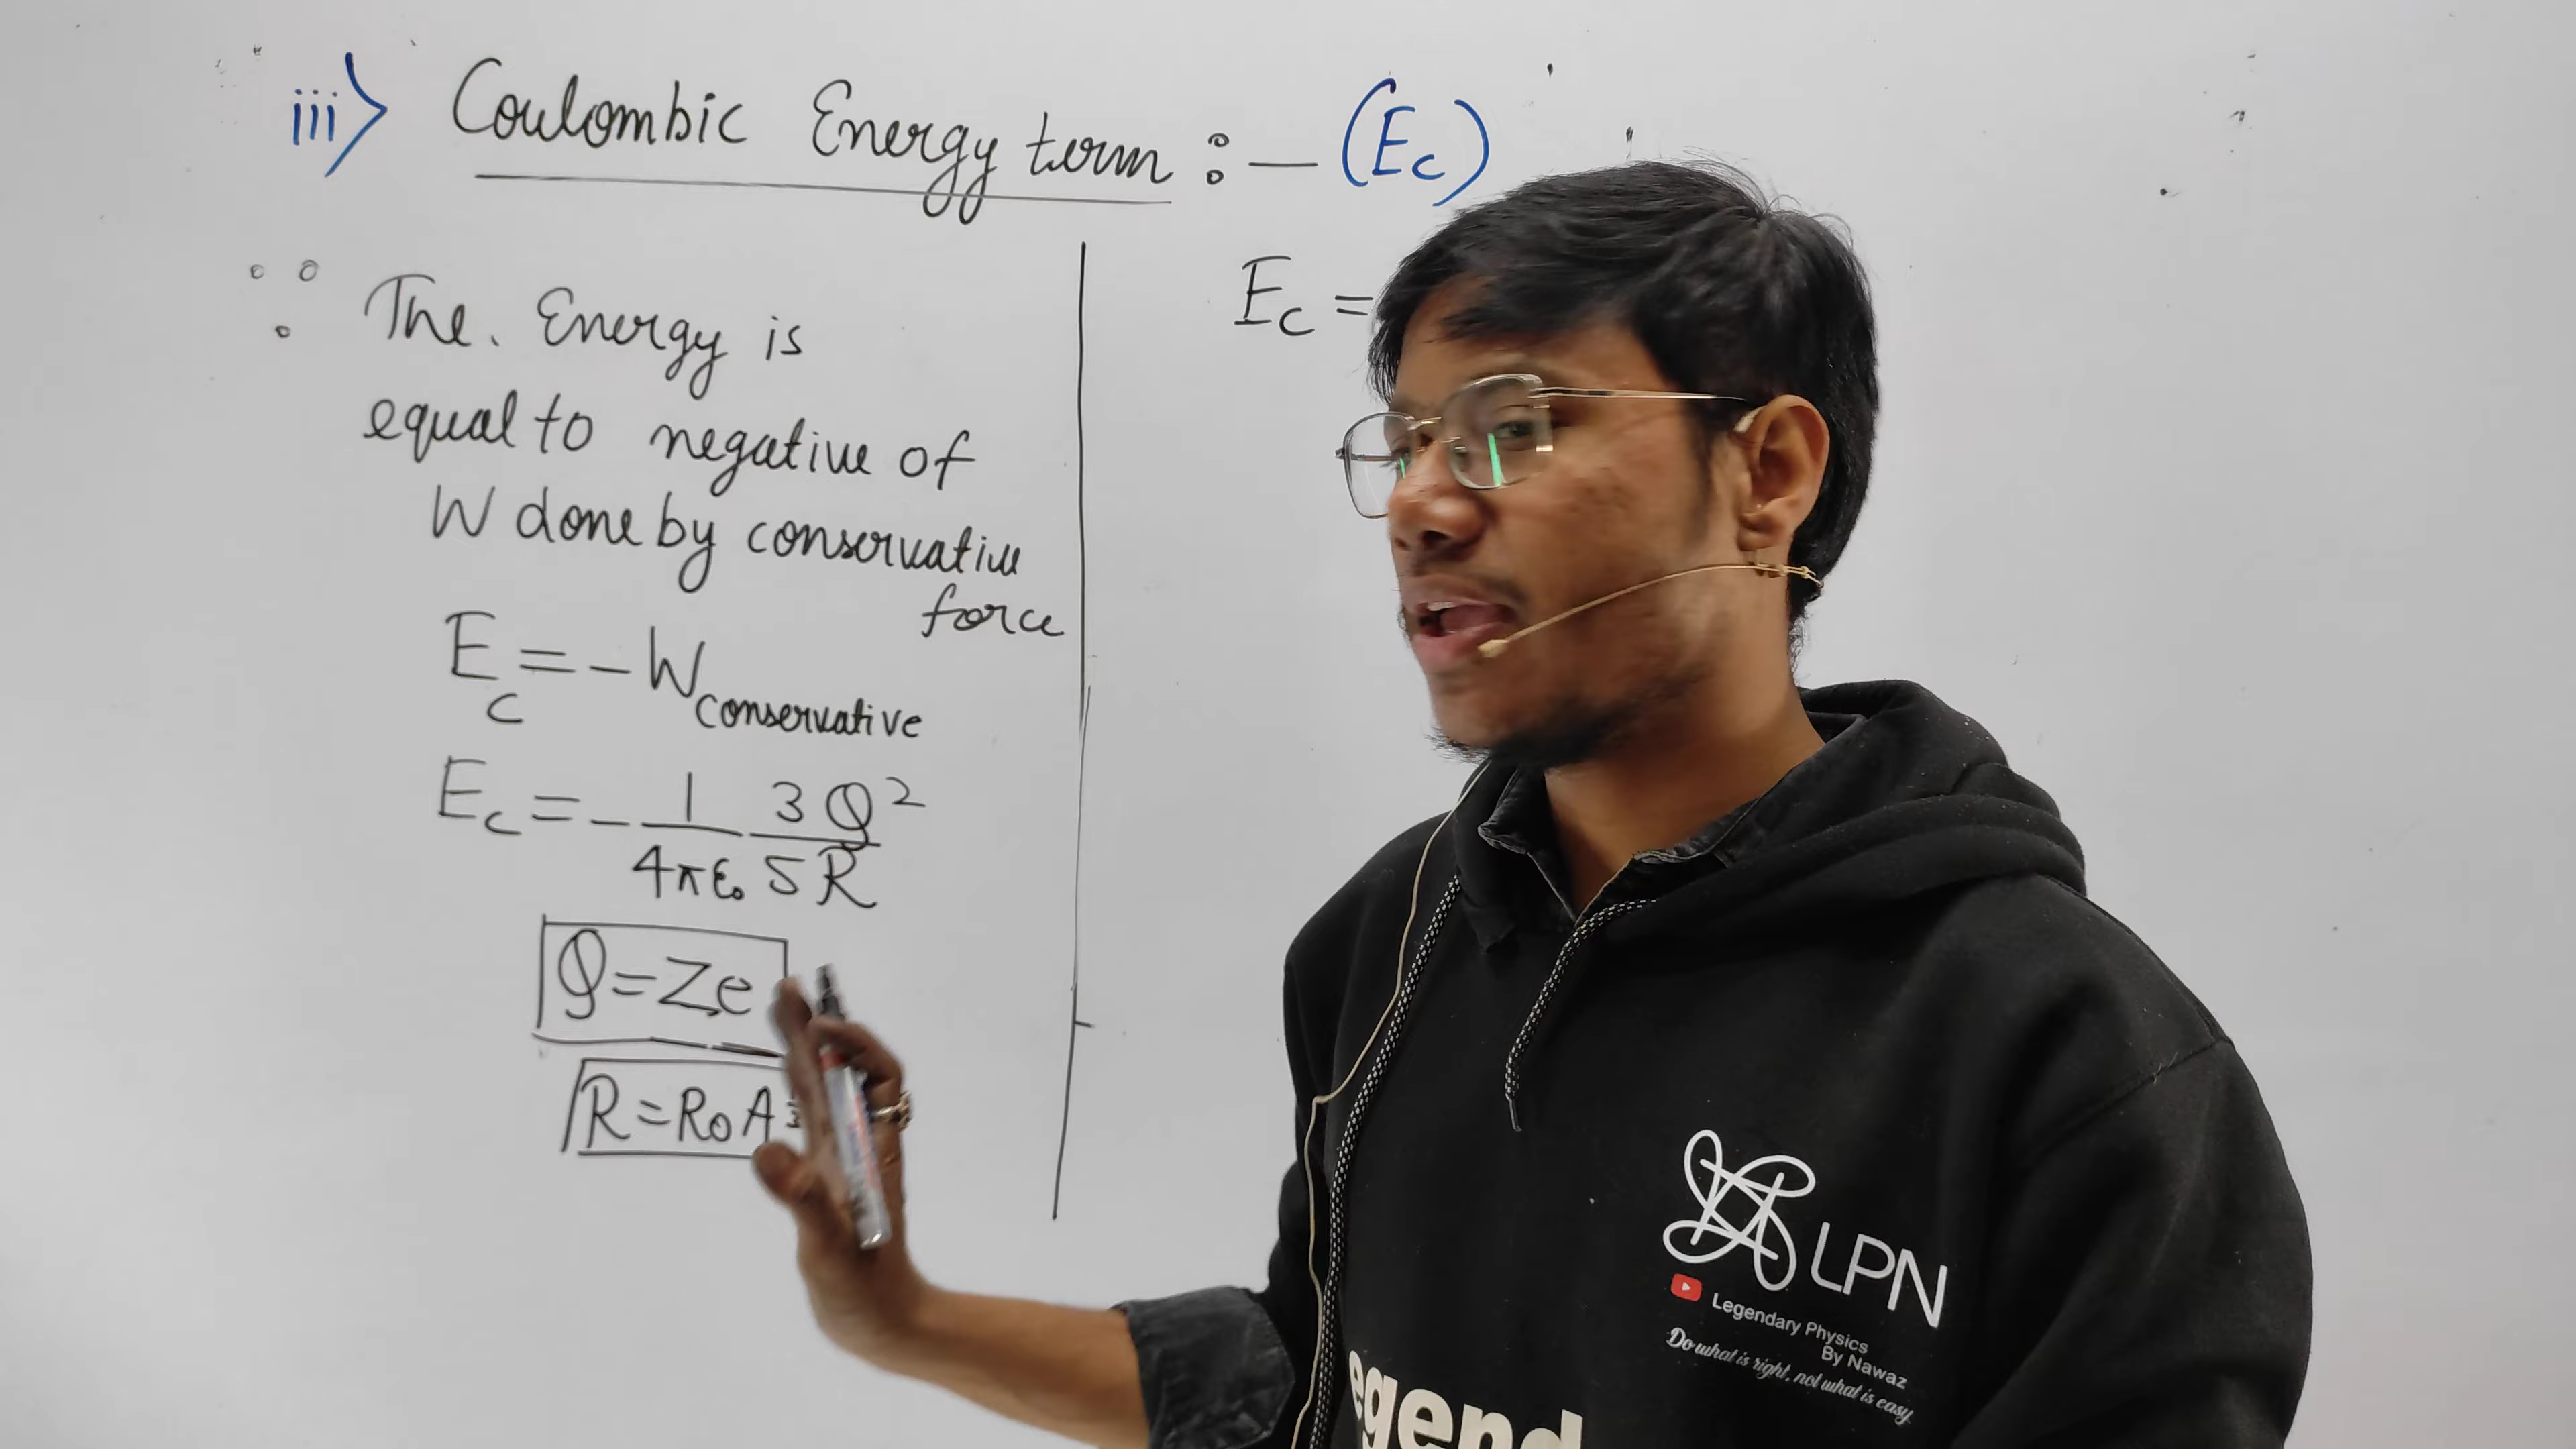 iii> Coulombic Energy term :— (Ec)
∵ The. Energy is
equal to negative of
W done by conservative
force
Ec = -Wconservative
Ec = - 1/4πε₀ 3Q²/5R
Q=Ze
R=R₀A
Ec =
LPN
Legendary Physics
By Nawaz
Do what is right, not what is easy
egend